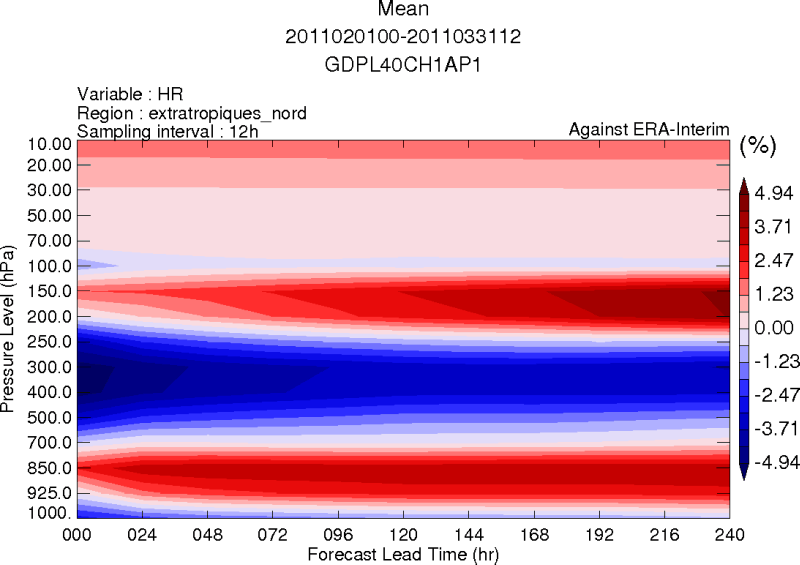 Mean
2011020100-2011033112
GDPL40CH1AP1
Variable : HR
Region : extratropiques_nord
Sampling interval : 12h
Against ERA-Interim
(%)
10.00
20.00
30.00
50.00
70.00
100.0
150.0
200.0
300.0
400.0
500.0
700.0
850.0
925.0
1000.
Pressure Level (hPa)
4.94
3.71
2.47
1.23
0.00
-1.23
-2.47
-3.71
-4.94
000 024 048 072 096 120 144 168 192 216 240
Forecast Lead Time (hr)